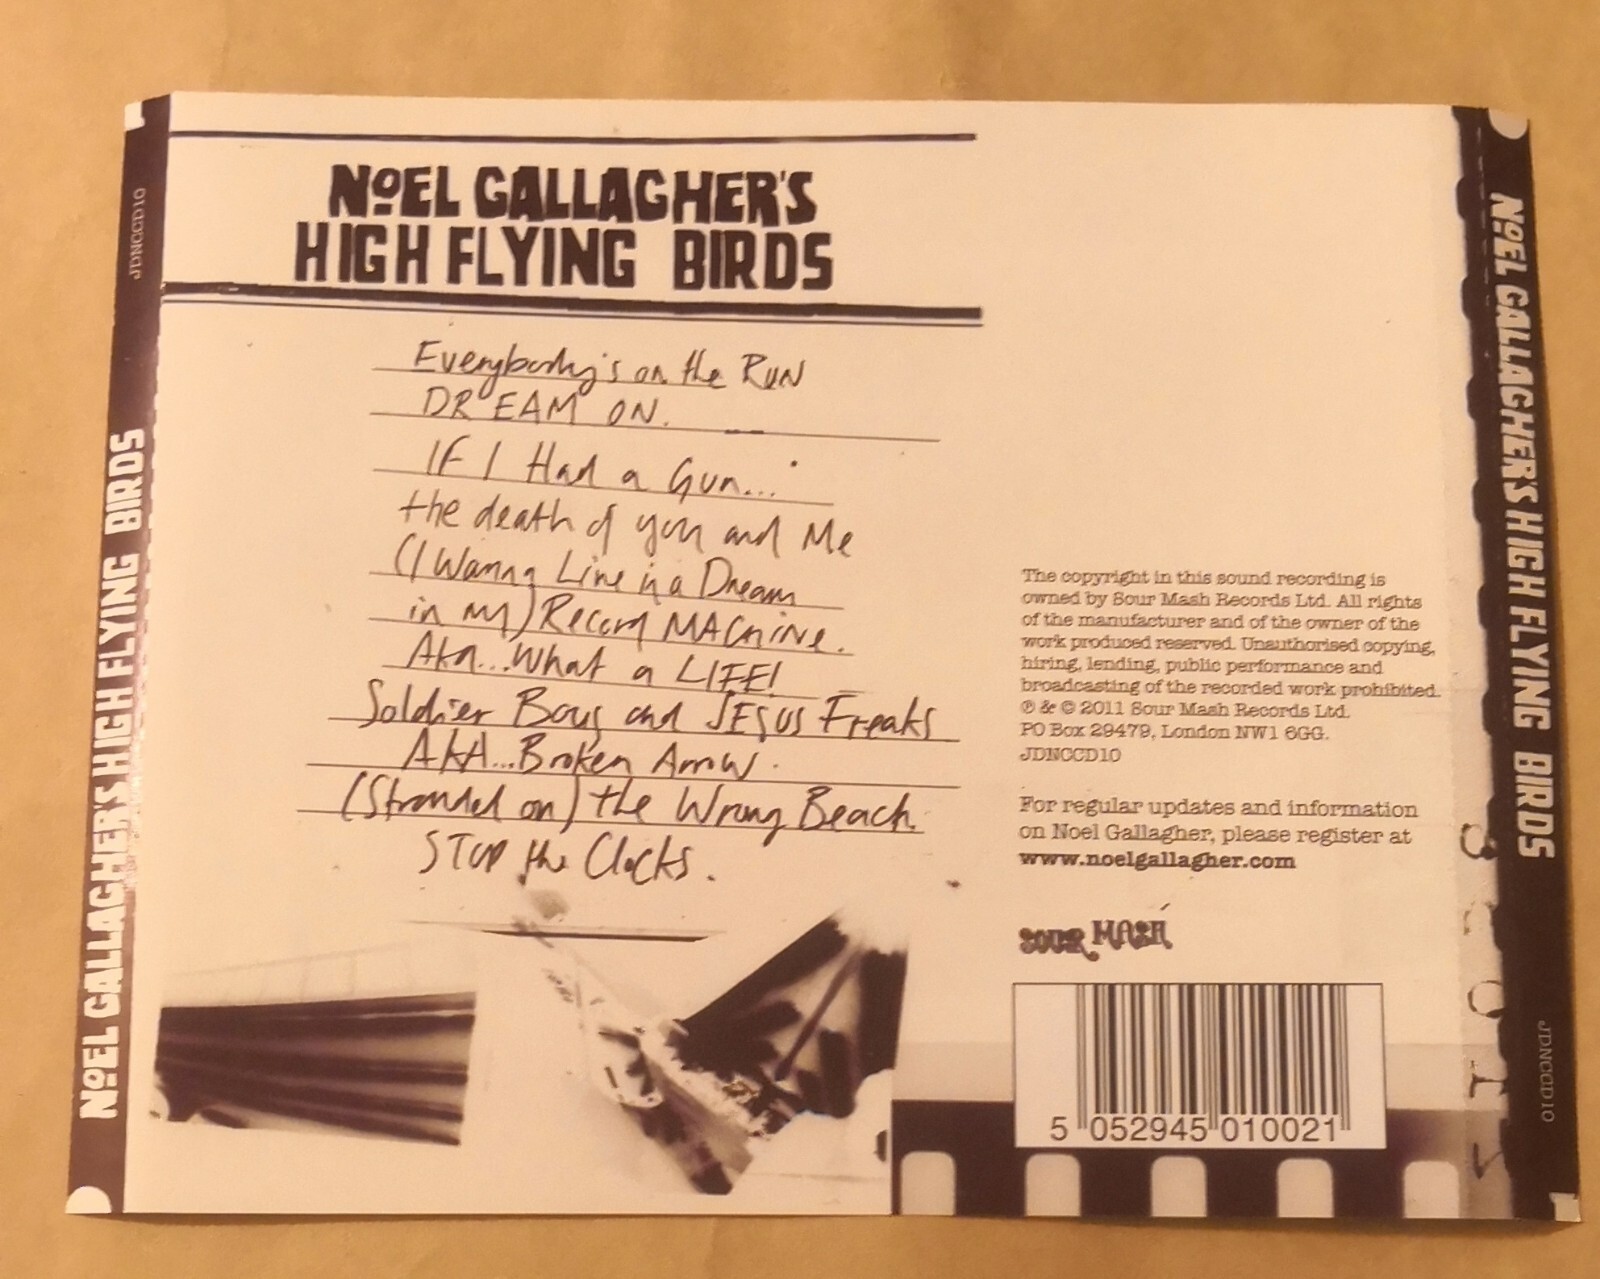 JDNCCD10
NOEL GALLAGHER'S HIGH FLYING BIRDS
NOEL GALLAGHER'S
HIGH FLYING BIRDS
Everybody's on the RUN
DREAM ON.
IF I Had a Gun...
the death of you and Me
(I Wanna Live in a Dream
in my) Record MACHINE.
AKA...What a LIFE!
Soldier Boys and JESUS Freaks
AKA...Broken Arrow.
(Stranded on) the Wrong Beach.
STOP the Clocks.
The copyright in this sound recording is
owned by Sour Mash Records Ltd. All rights
of the manufacturer and of the owner of the
work produced reserved. Unauthorised copying,
hiring, lending, public performance and
broadcasting of the recorded work prohibited.
℗ & © 2011 Sour Mash Records Ltd.
PO Box 29479, London NW1 6GG.
JDNCCD10
For regular updates and information
on Noel Gallagher, please register at
www.noelgallagher.com
SOUR MASH
5 052945 010021
NOEL GALLAGHER'S HIGH FLYING BIRDS
JDNCCD10